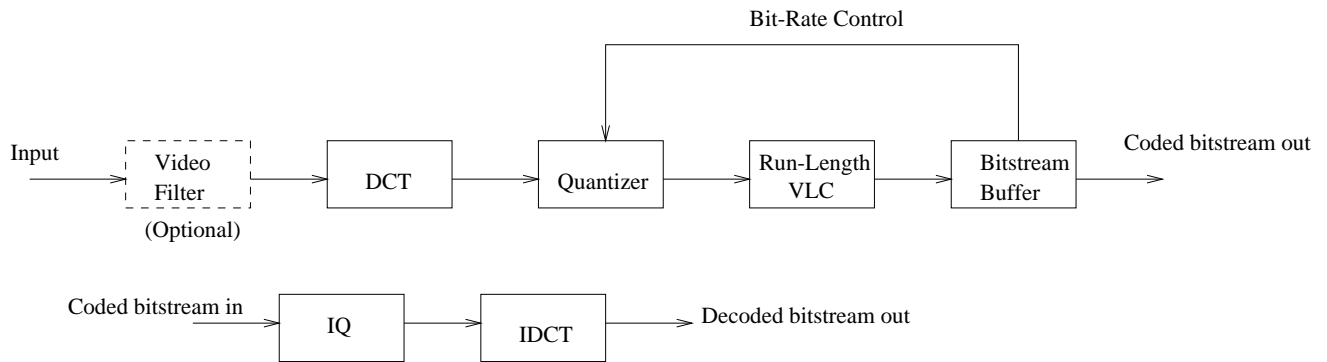 Bit-Rate Control
Input
Video
Filter
(Optional)
DCT
Quantizer
Run-Length
VLC
Bitstream
Buffer
Coded bitstream out
Coded bitstream in
IQ
IDCT
Decoded bitstream out